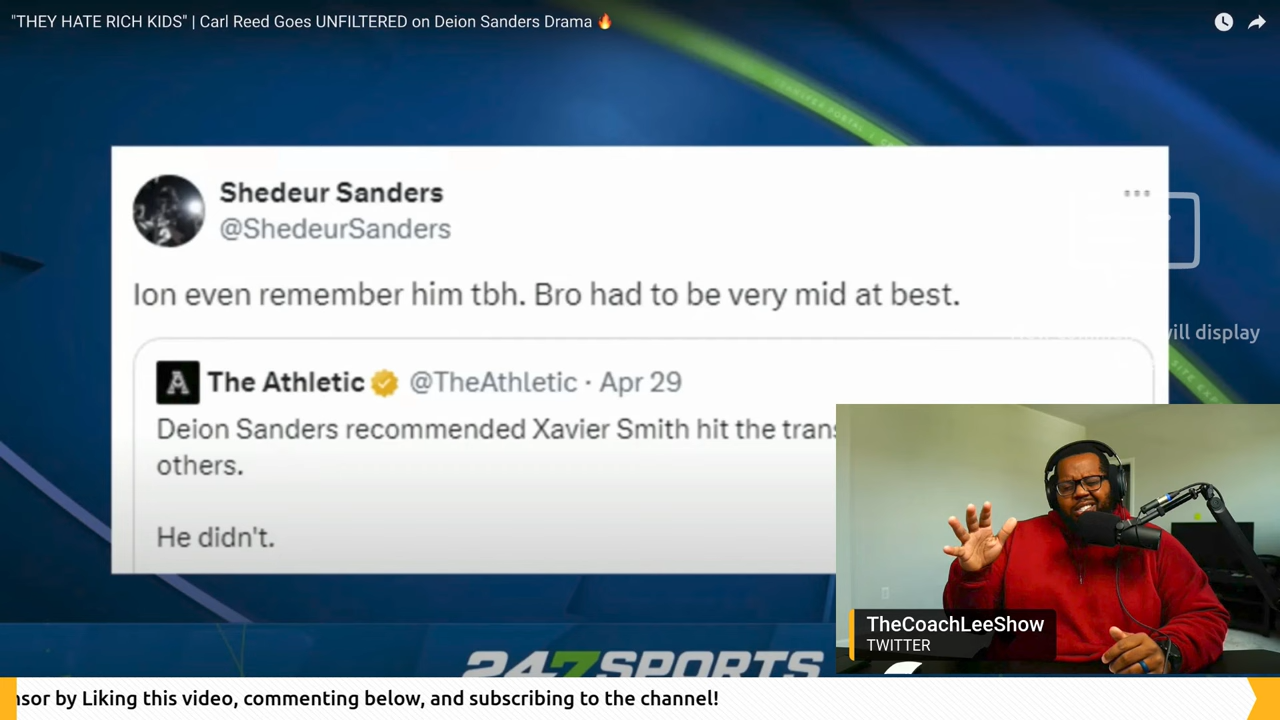 "THEY HATE RICH KIDS" | Carl Reed Goes UNFILTERED on Deion Sanders Drama 🔥
Shedeur Sanders
@ShedeurSanders
Ion even remember him tbh. Bro had to be very mid at best.
will display
The Athletic @TheAthletic · Apr 29
Deion Sanders recommended Xavier Smith hit the trans
others.
He didn't.
TheCoachLeeShow
TWITTER
247SPORTS
nsor by Liking this video, commenting below, and subscribing to the channel!